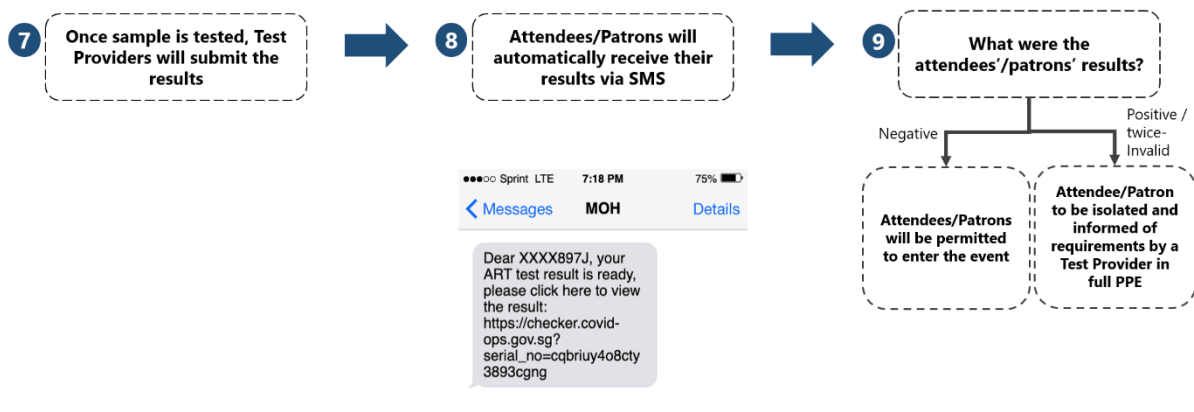 7
Once sample is tested, Test
Providers will submit the
results
8
Attendees/Patrons will
automatically receive their
results via SMS
9
What were the
attendees'/patrons' results?
Negative
Positive /
twice-
Invalid
Attendees/Patrons
will be permitted
to enter the event
Attendee/Patron
to be isolated and
informed of
requirements by a
Test Provider in
full PPE
Sprint LTE 7:18 PM 75%
Messages MOH Details
Dear XXXX897J, your
ART test result is ready,
please click here to view
the result:
https://checker.covid-
ops.gov.sg?
serial_no=cqbriuy4o8cty
3893cgng